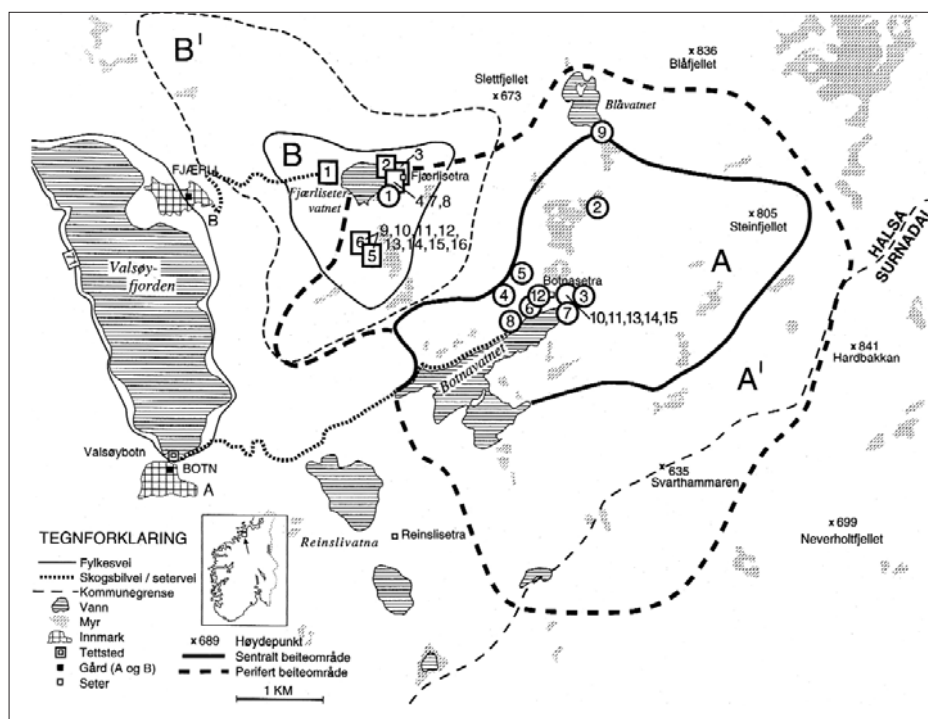 B I
x 836
Blåfjellet
Slettfjellet
x 673
Blåvatnet
9
B
3
2
1
Fjærlisetra
Fjærliseter
vatnet
1
4,7,8
FJÆRLI
B
2
x 805
Steinfjellet
HALSA
SURNADAL
9, 10, 11, 12,
13, 14, 15, 16
6
5
Valsøy-
fjorden
A
5
Botnasetra
4
12
3
6
7
8
10,11,13,14,15
Botnavatnet
A I
x 841
Hardbakkan
Valsøybotn
BOTN
A
x 635
Svarthammaren
x 699
Neverholtfjellet
Reinslivatna
Reinslisetra
TEGNFORKLARING
Fylkesvei
Skogsbilvei / setervei
Kommunegrense
Vann
Myr
Innmark
Tettsted
Gård (A og B)
Seter
x 689 Høydepunkt
Sentralt beiteområde
Perifert beiteområde
1 KM